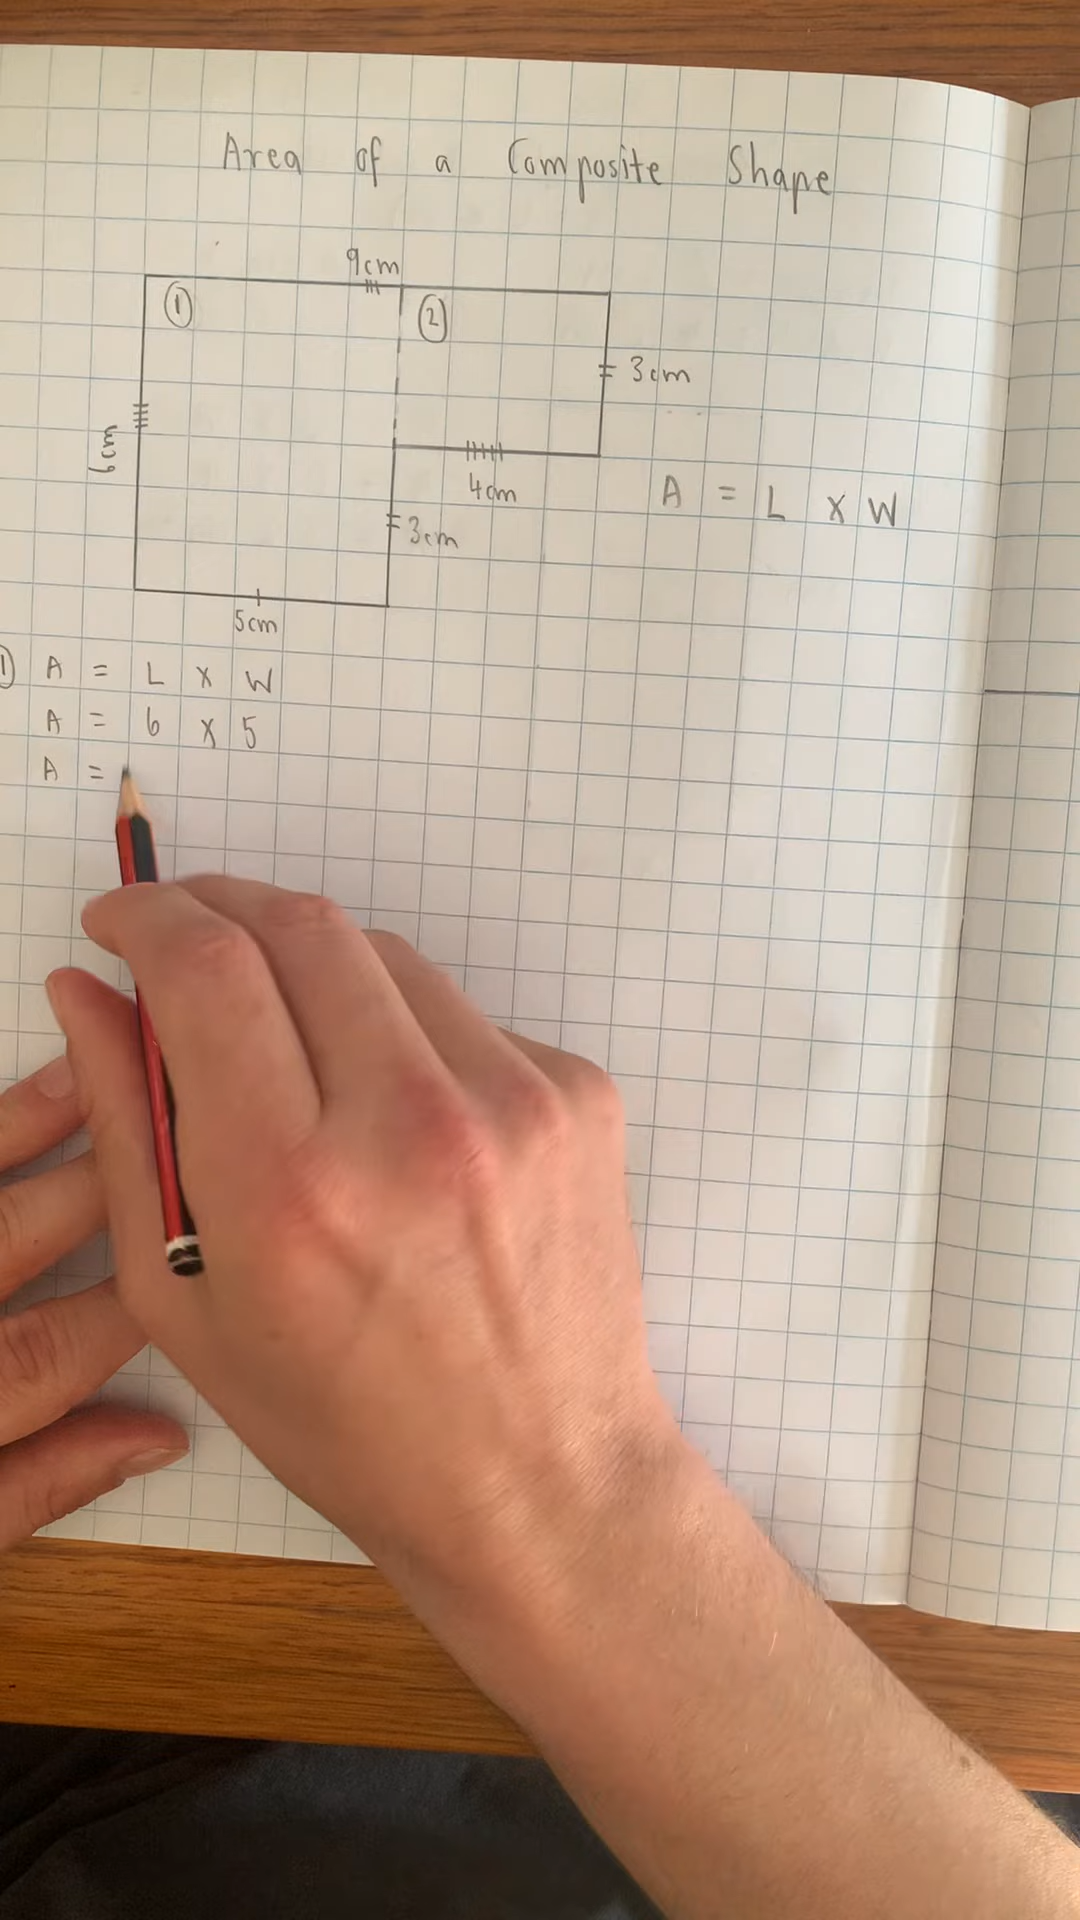 Area of a Composite Shape
9cm
① ②
3cm
6cm
4cm
A = L x W
3cm
5cm
① A = L x W
A = 6 x 5
A =